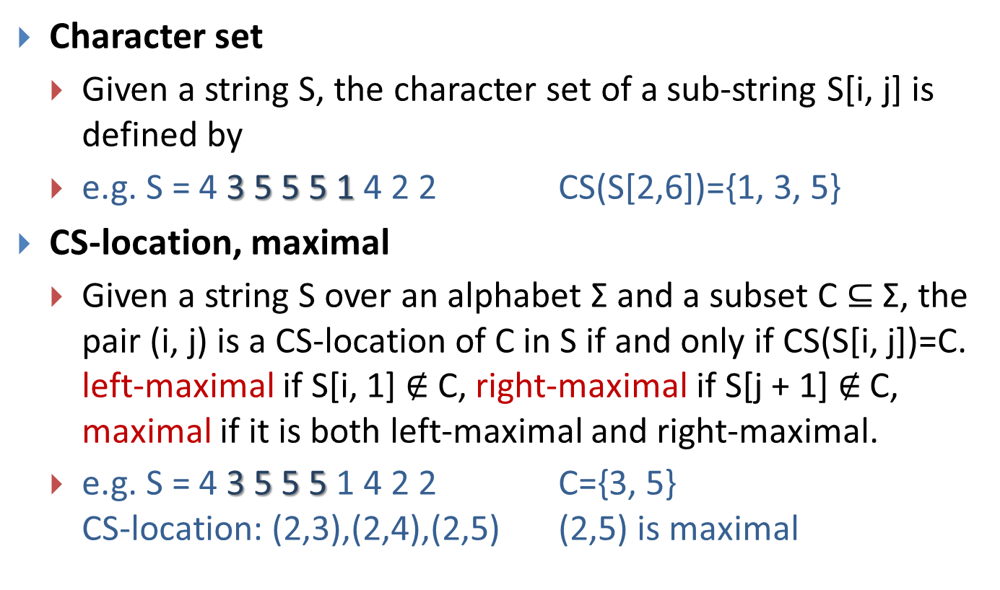 Character set
Given a string S, the character set of a sub-string S[i, j] is
defined by
e.g. S = 4 3 5 5 5 1 4 2 2 CS(S[2,6])={1, 3, 5}
CS-location, maximal
Given a string S over an alphabet Σ and a subset C ⊆ Σ, the
pair (i, j) is a CS-location of C in S if and only if CS(S[i, j])=C.
left-maximal if S[i, 1] ∉ C, right-maximal if S[j + 1] ∉ C,
maximal if it is both left-maximal and right-maximal.
e.g. S = 4 3 5 5 5 1 4 2 2 C={3, 5}
CS-location: (2,3),(2,4),(2,5) (2,5) is maximal